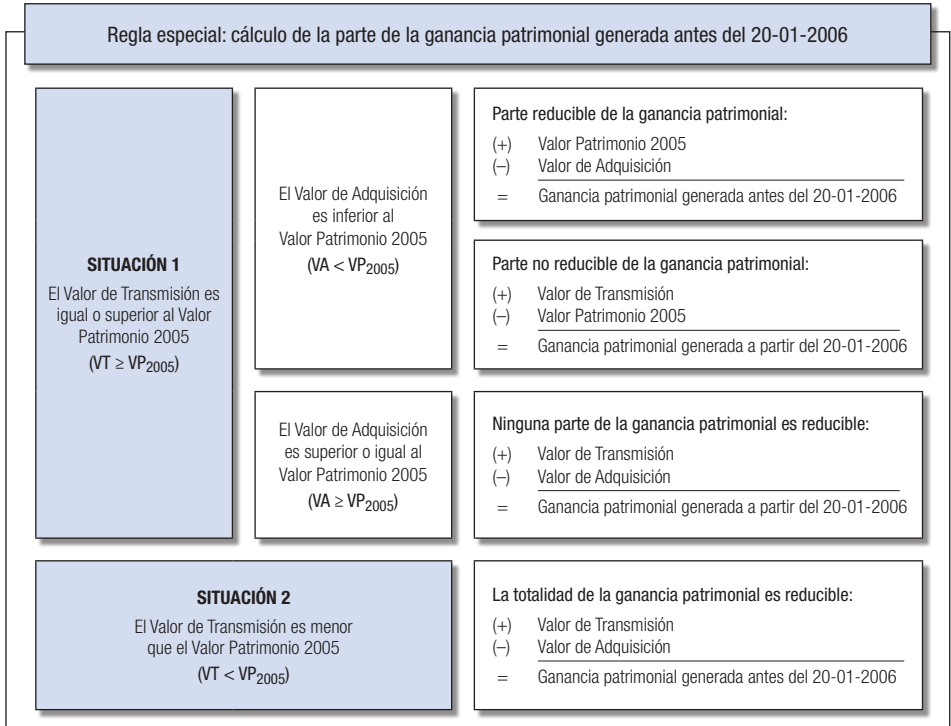 Regla especial: cálculo de la parte de la ganancia patrimonial generada antes del 20-01-2006
SITUACIÓN 1
El Valor de Transmisión es
igual o superior al Valor
Patrimonio 2005
(VT ≥ VP2005)
El Valor de Adquisición
es inferior al
Valor Patrimonio 2005
(VA < VP2005)
Parte reducible de la ganancia patrimonial:
(+) Valor Patrimonio 2005
(–) Valor de Adquisición
= Ganancia patrimonial generada antes del 20-01-2006
Parte no reducible de la ganancia patrimonial:
(+) Valor de Transmisión
(–) Valor Patrimonio 2005
= Ganancia patrimonial generada a partir del 20-01-2006
El Valor de Adquisición
es superior o igual al
Valor Patrimonio 2005
(VA ≥ VP2005)
Ninguna parte de la ganancia patrimonial es reducible:
(+) Valor de Transmisión
(–) Valor de Adquisición
= Ganancia patrimonial generada a partir del 20-01-2006
SITUACIÓN 2
El Valor de Transmisión es menor
que el Valor Patrimonio 2005
(VT < VP2005)
La totalidad de la ganancia patrimonial es reducible:
(+) Valor de Transmisión
(–) Valor de Adquisición
= Ganancia patrimonial generada antes del 20-01-2006